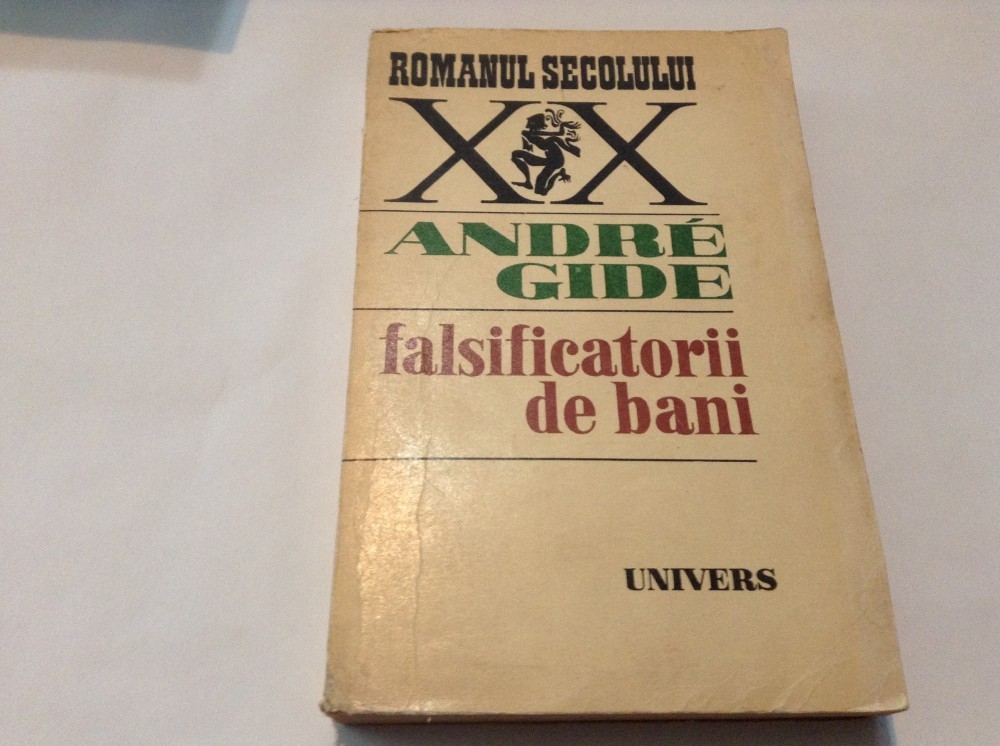 ROMANUL SECOLULUI
XX
ANDRÉ
GIDE
falsificatorii
de bani
UNIVERS